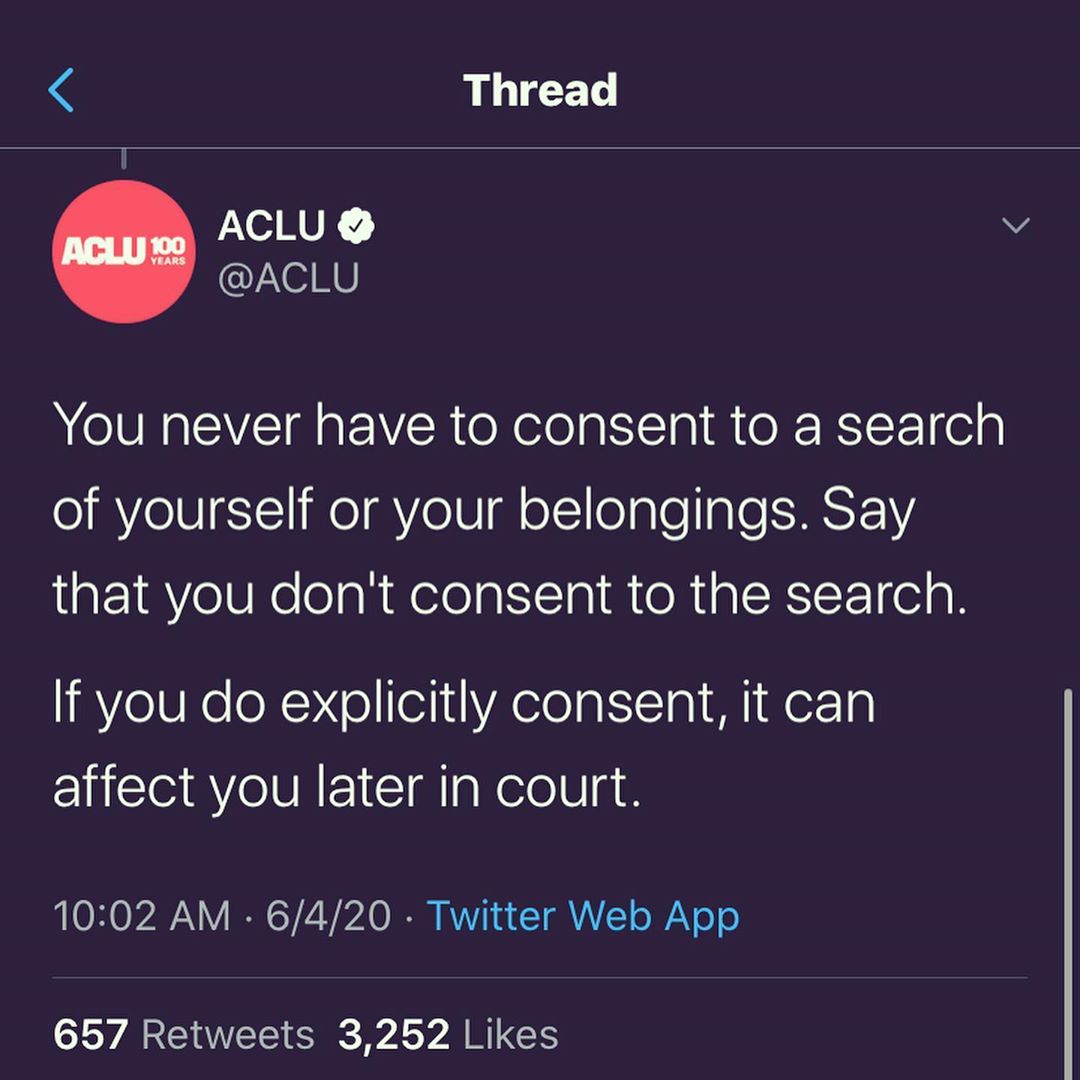 Thread
ACLU 100
YEARS
ACLU
@ACLU
You never have to consent to a search
of yourself or your belongings. Say
that you don't consent to the search.
If you do explicitly consent, it can
affect you later in court.
10:02 AM · 6/4/20 · Twitter Web App
657 Retweets 3,252 Likes